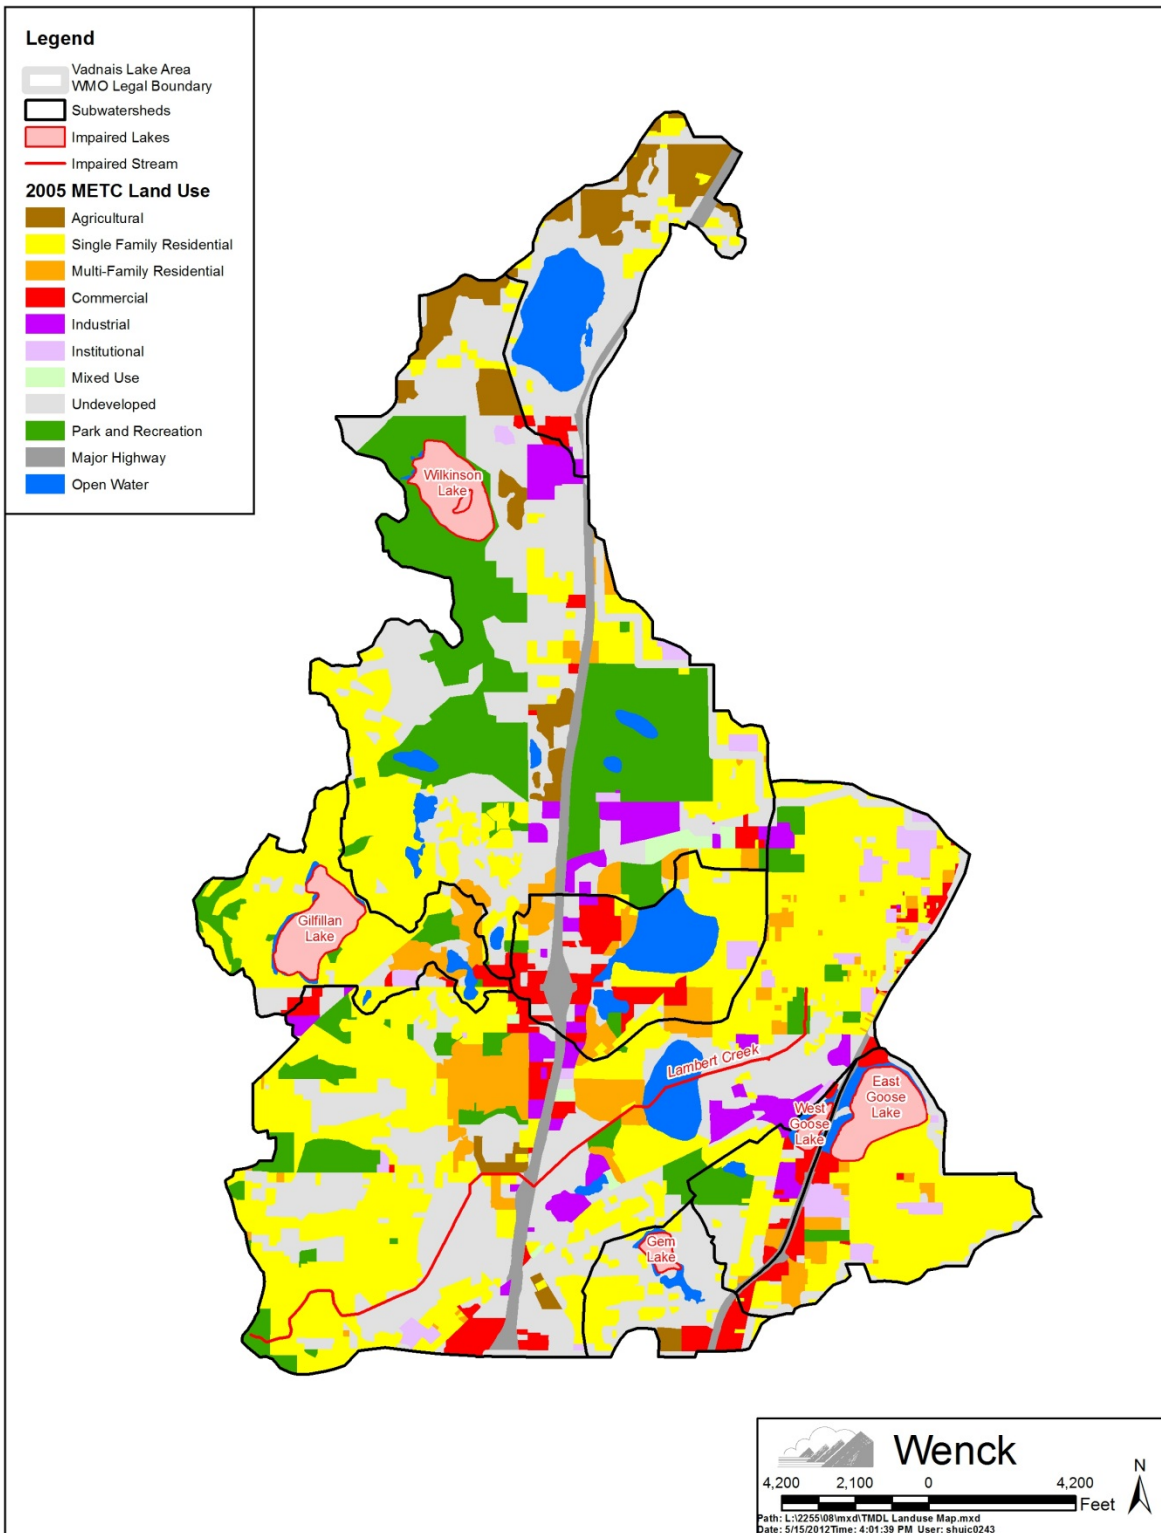 Legend
Vadnais Lake Area
WMO Legal Boundary
Subwatersheds
Impaired Lakes
Impaired Stream
2005 METC Land Use
Agricultural
Single Family Residential
Multi-Family Residential
Commercial
Industrial
Institutional
Mixed Use
Undeveloped
Park and Recreation
Major Highway
Open Water
Wilkinson
Lake
Gilfillan
Lake
Lambert Creek
East
Goose
Lake
West
Goose
Lake
Gem
Lake
Wenck
N
4,200 2,100 0 4,200
Feet
Path: L:\2255\08\mxd\TMDL Landuse Map.mxd
Date: 5/15/2012Time: 4:01:39 PM User: shujc0243